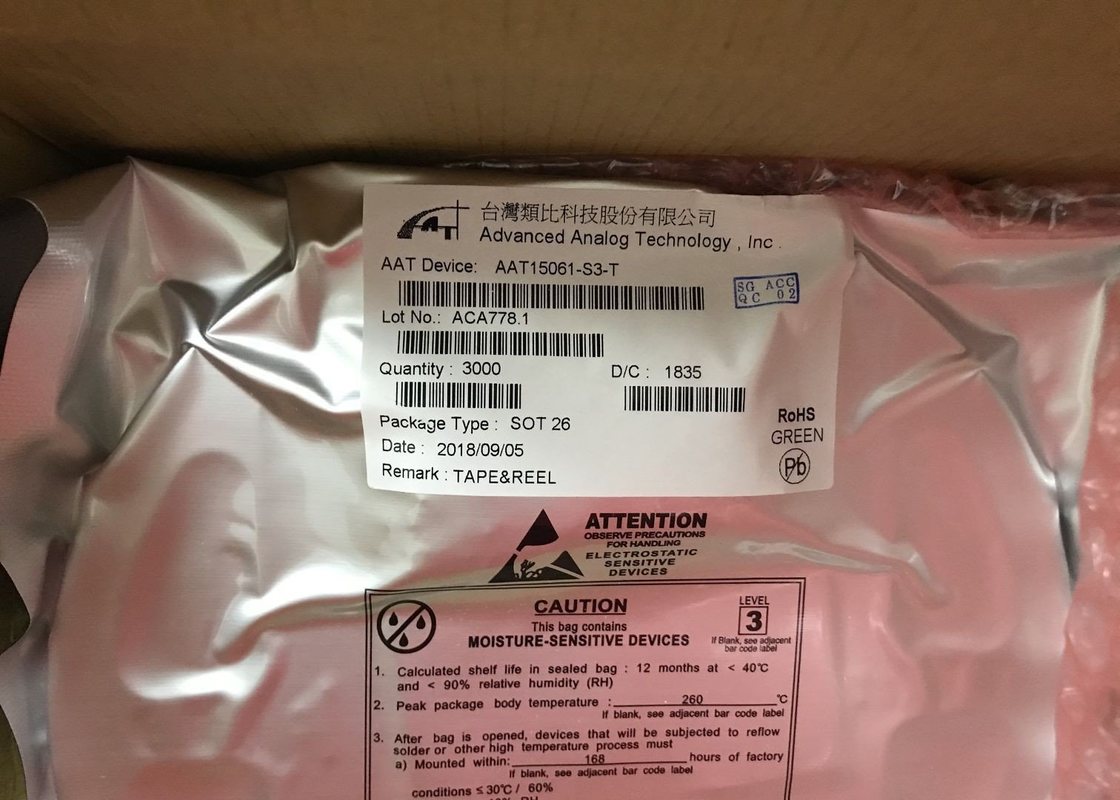 AAT
台灣類比科技股份有限公司
Advanced Analog Technology , Inc .
AAT Device: AAT15061-S3-T
SG ACC
QC 02
Lot No.: ACA778.1
Quantity : 3000 D/C : 1835
Package Type : SOT 26
Date : 2018/09/05
Remark : TAPE&REEL
RoHS
GREEN
Pb
ATTENTION
OBSERVE PRECAUTIONS
FOR HANDLING
ELECTROSTATIC
SENSITIVE
DEVICES
CAUTION
This bag contains
MOISTURE-SENSITIVE DEVICES
LEVEL
3
If Blank, see adjacent
bar code label
1. Calculated shelf life in sealed bag : 12 months at < 40°C
and < 90% relative humidity (RH)
2. Peak package body temperature : 260 °C
If blank, see adjacent bar code label
3. After bag is opened, devices that will be subjected to reflow
solder or other high temperature process must
a) Mounted within: 168 hours of factory
If blank, see adjacent bar code label
conditions ≤30°C / 60%